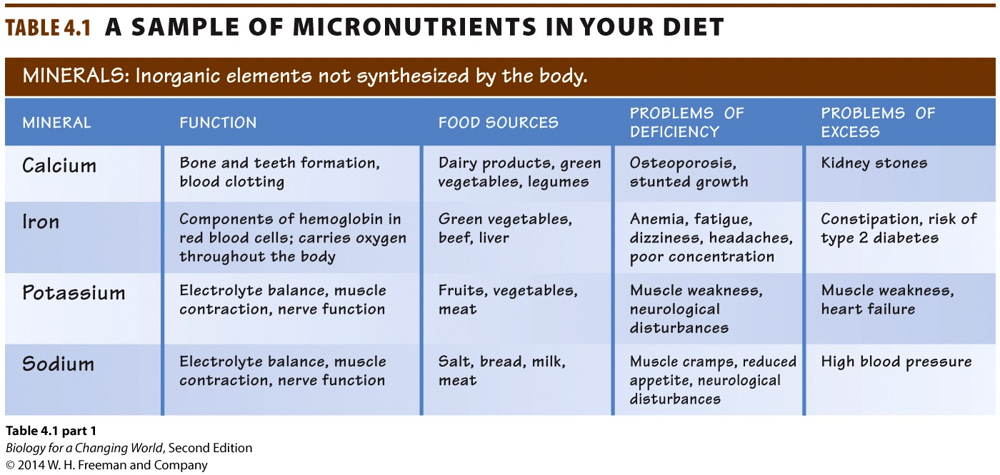 TABLE 4.1 A SAMPLE OF MICRONUTRIENTS IN YOUR DIET
MINERALS: Inorganic elements not synthesized by the body.
MINERAL
FUNCTION
FOOD SOURCES
PROBLEMS OF
DEFICIENCY
PROBLEMS OF
EXCESS
Calcium
Bone and teeth formation,
blood clotting
Dairy products, green
vegetables, legumes
Osteoporosis,
stunted growth
Kidney stones
Iron
Components of hemoglobin in
red blood cells; carries oxygen
throughout the body
Green vegetables,
beef, liver
Anemia, fatigue,
dizziness, headaches,
poor concentration
Constipation, risk of
type 2 diabetes
Potassium
Electrolyte balance, muscle
contraction, nerve function
Fruits, vegetables,
meat
Muscle weakness,
neurological
disturbances
Muscle weakness,
heart failure
Sodium
Electrolyte balance, muscle
contraction, nerve function
Salt, bread, milk,
meat
Muscle cramps, reduced
appetite, neurological
disturbances
High blood pressure
Table 4.1 part 1
Biology for a Changing World, Second Edition
© 2014 W. H. Freeman and Company